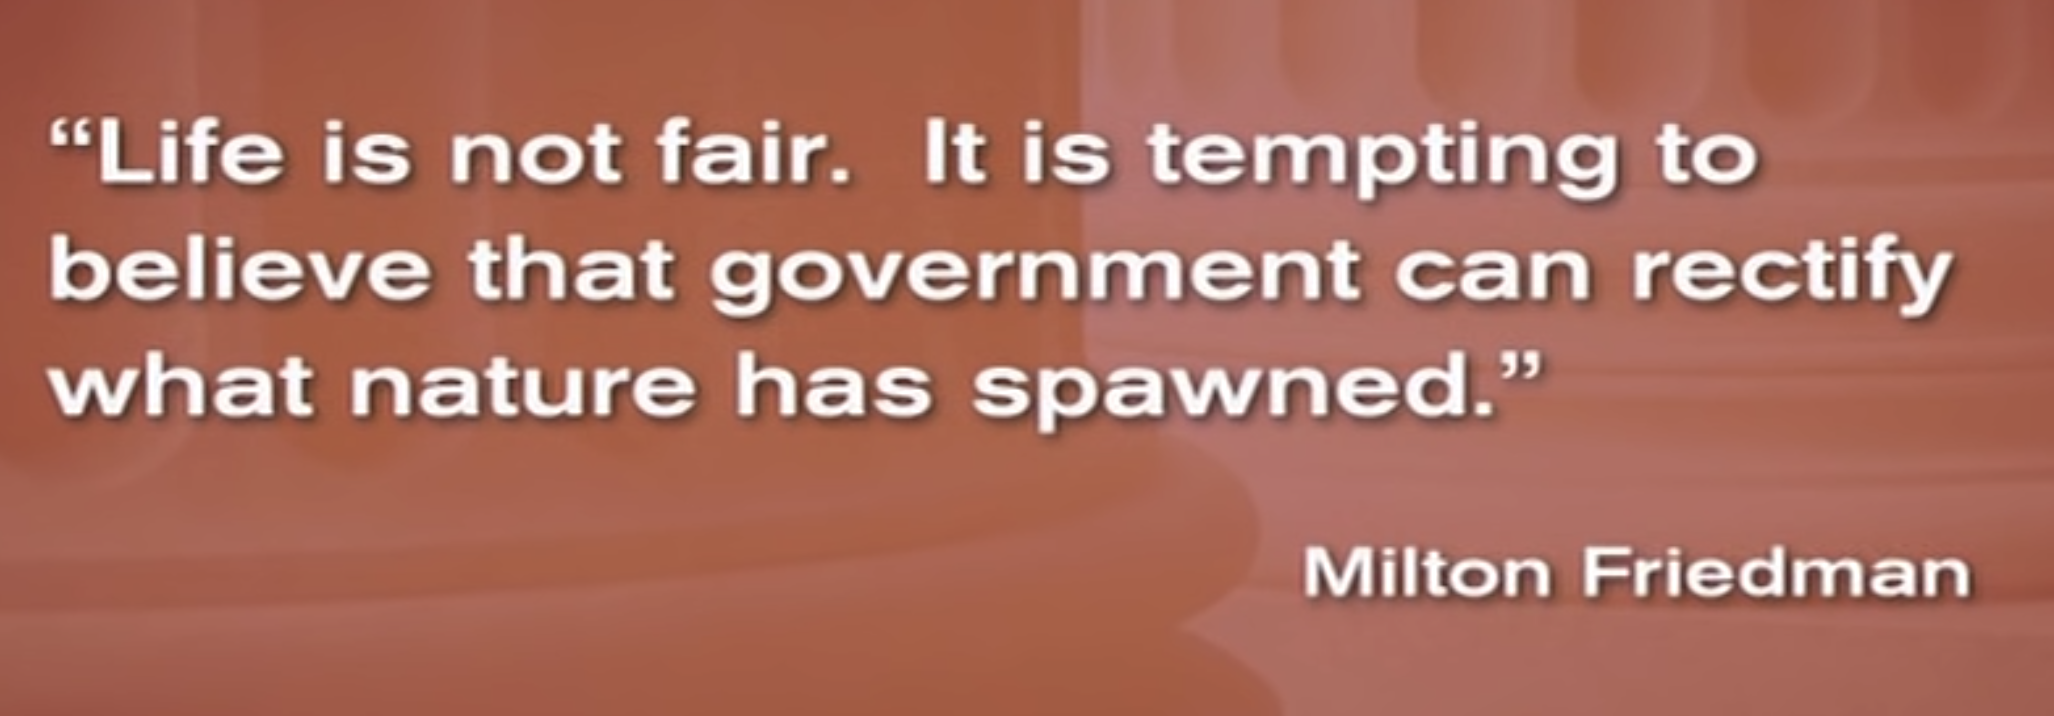 “Life is not fair.  It is tempting to
believe that government can rectify
what nature has spawned.”
Milton Friedman